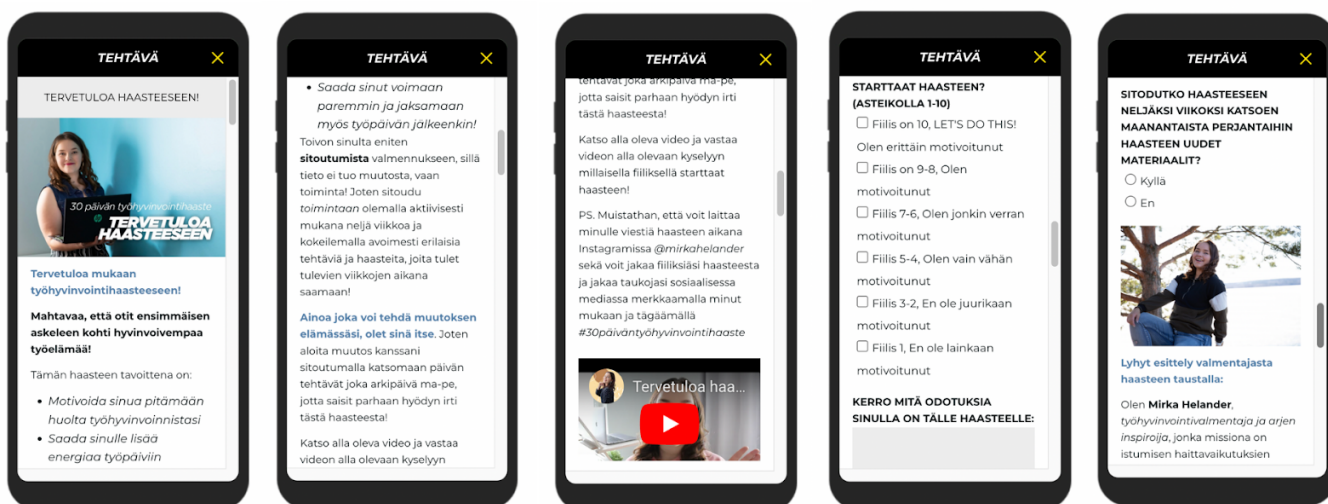 TEHTÄVÄ
TERVETULOA HAASTEESEEN!
30 päivän työhyvinvointihaaste
TERVETULOA
HAASTEESEEN
Tervetuloa mukaan
työhyvinvointihaasteeseen!
Mahtavaa, että otit ensimmäisen
askeleen kohti hyvinvoivempaa
työelämää!
Tämän haasteen tavoittena on:
• Motivoida sinua pitämään
huolta työhyvinvoinnistasi
• Saada sinulle lisää
energiaa työpäiviin
TEHTÄVÄ
• Saada sinut voimaan
paremmin ja jaksamaan
myös työpäivän jälkeenkin!
Toivon sinulta eniten
sitoutumista valmennukseen, sillä
tieto ei tuo muutosta, vaan
toiminta! Joten sitoudu
toimintaan olemalla aktiivisesti
mukana neljä viikkoa ja
kokeilemalla avoimesti erilaisia
tehtäviä ja haasteita, joita tulet
tulevien viikkojen aikana
saamaan!
Ainoa joka voi tehdä muutoksen
elämässäsi, olet sinä itse. Joten
aloita muutos kanssani
sitoutumalla katsomaan päivän
tehtävät joka arkipäivä ma-pe,
jotta saisit parhaan hyödyn irti
tästä haasteesta!
Katso alla oleva video ja vastaa
videon alla olevaan kyselyyn
TEHTÄVÄ
tehtävät joka arkipäivä ma-pe,
jotta saisit parhaan hyödyn irti
tästä haasteesta!
Katso alla oleva video ja vastaa
videon alla olevaan kyselyyn
millaisella fiiliksellä starttaat
haasteen!
PS. Muistathan, että voit laittaa
minulle viestiä haasteen aikana
Instagramissa @mirkahelander
sekä voit jakaa fiiliksiäsi haasteesta
ja jakaa taukojasi sosiaalisessa
mediassa merkkaamalla minut
mukaan ja tägäämällä
#30päiväntyöhyvinvointihaaste
Tervetuloa haa...
TEHTÄVÄ
STARTTAAT HAASTEEN?
(ASTEIKOLLA 1-10)
Fiilis on 10, LET'S DO THIS!
Olen erittäin motivoitunut
Fiilis on 9-8, Olen
motivoitunut
Fiilis 7-6, Olen jonkin verran
motivoitunut
Fiilis 5-4, Olen vain vähän
motivoitunut
Fiilis 3-2, En ole juurikaan
motivoitunut
Fiilis 1, En ole lainkaan
motivoitunut
KERRO MITÄ ODOTUKSIA
SINULLA ON TÄLLE HAASTEELLE:
TEHTÄVÄ
SITODUTKO HAASTEESEEN
NELJÄKSI VIIKOKSI KATSOEN
MAANANTAISTA PERJANTAIHIN
HAASTEEN UUDET
MATERIAALIT?
Kyllä
En
Lyhyt esittely valmentajasta
haasteen taustalla:
Olen Mirka Helander,
työhyvinvointivalmentaja ja arjen
inspiroija, jonka missiona on
istumisen haittavaikutuksien